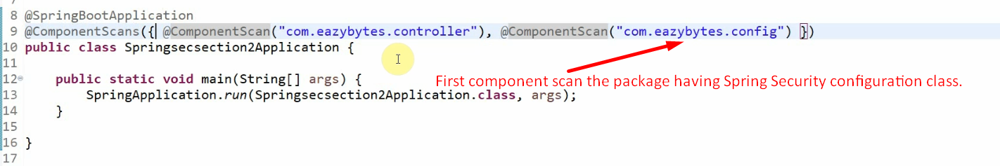 7
8 @SpringBootApplication
9 @ComponentScans({ @ComponentScan("com.eazybytes.controller"), @ComponentScan("com.eazybytes.config") })
10 public class Springsecsection2Application {
11
12 public static void main(String[] args) {
First component scan the package having Spring Security configuration class.
13 SpringApplication.run(Springsecsection2Application.class, args);
14 }
15
16 }
17